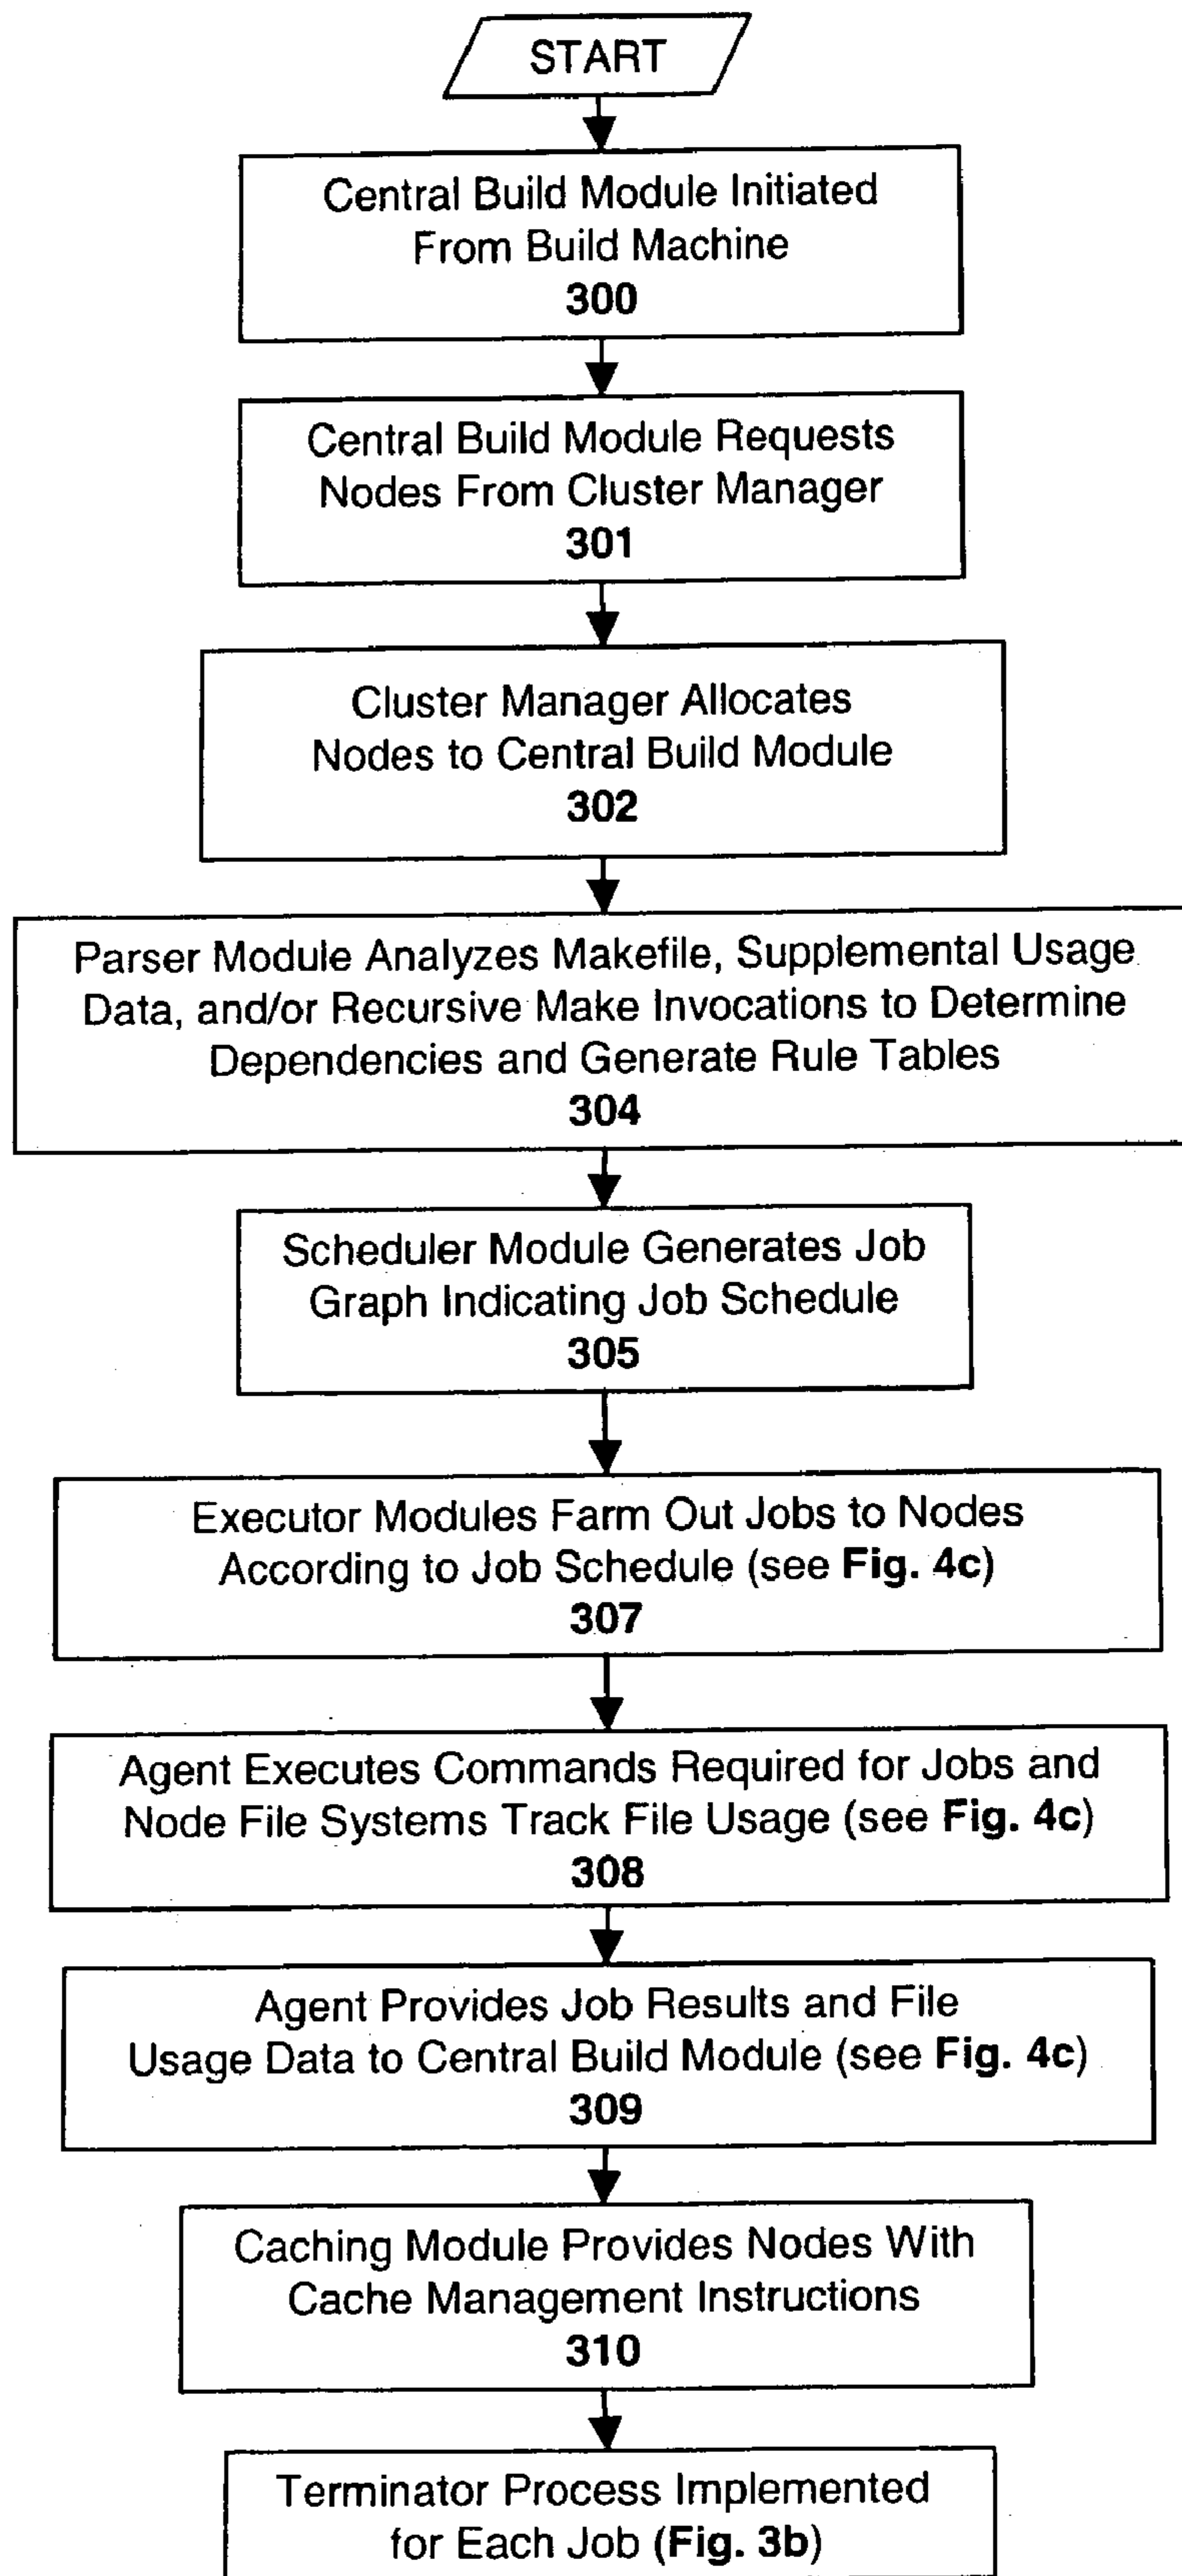 START
Central Build Module Initiated
From Build Machine
300
Central Build Module Requests
Nodes From Cluster Manager
301
Cluster Manager Allocates
Nodes to Central Build Module
302
Parser Module Analyzes Makefile, Supplemental Usage
Data, and/or Recursive Make Invocations to Determine
Dependencies and Generate Rule Tables
304
Scheduler Module Generates Job
Graph Indicating Job Schedule
305
Executor Modules Farm Out Jobs to Nodes
According to Job Schedule (see Fig. 4c)
307
Agent Executes Commands Required for Jobs and
Node File Systems Track File Usage (see Fig. 4c)
308
Agent Provides Job Results and File
Usage Data to Central Build Module (see Fig. 4c)
309
Caching Module Provides Nodes With
Cache Management Instructions
310
Terminator Process Implemented
for Each Job (Fig. 3b)